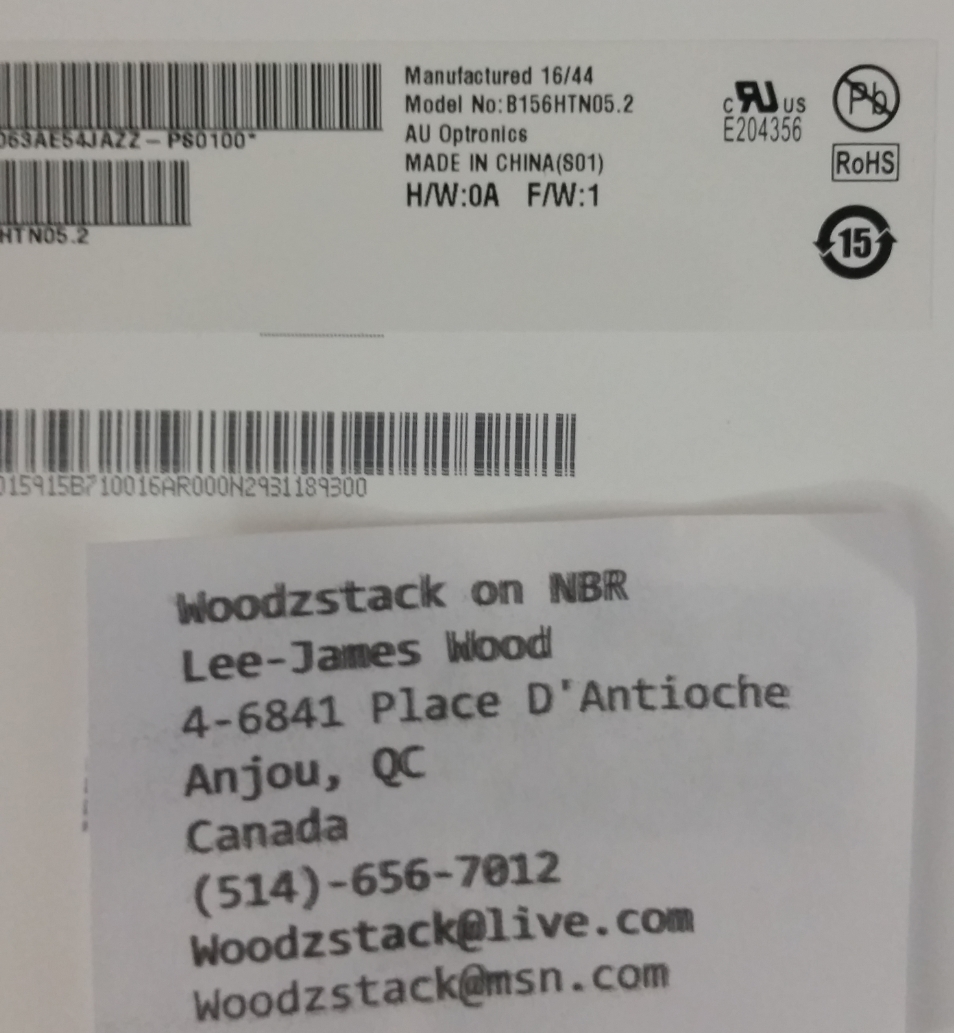 Manufactured 16/44
Model No:B156HTN05.2
AU Optronics
MADE IN CHINA(S01)
H/W:0A F/W:1
c RU US
E204356
Pb
RoHS
15
063AE54JAZZ-PS0100*
HTN05.2
015915B710016AR000N2931189300
Woodzstack on NBR
Lee-James Wood
4-6841 Place D'Antioche
Anjou, QC
Canada
(514)-656-7012
Woodzstack@live.com
Woodzstack@msn.com